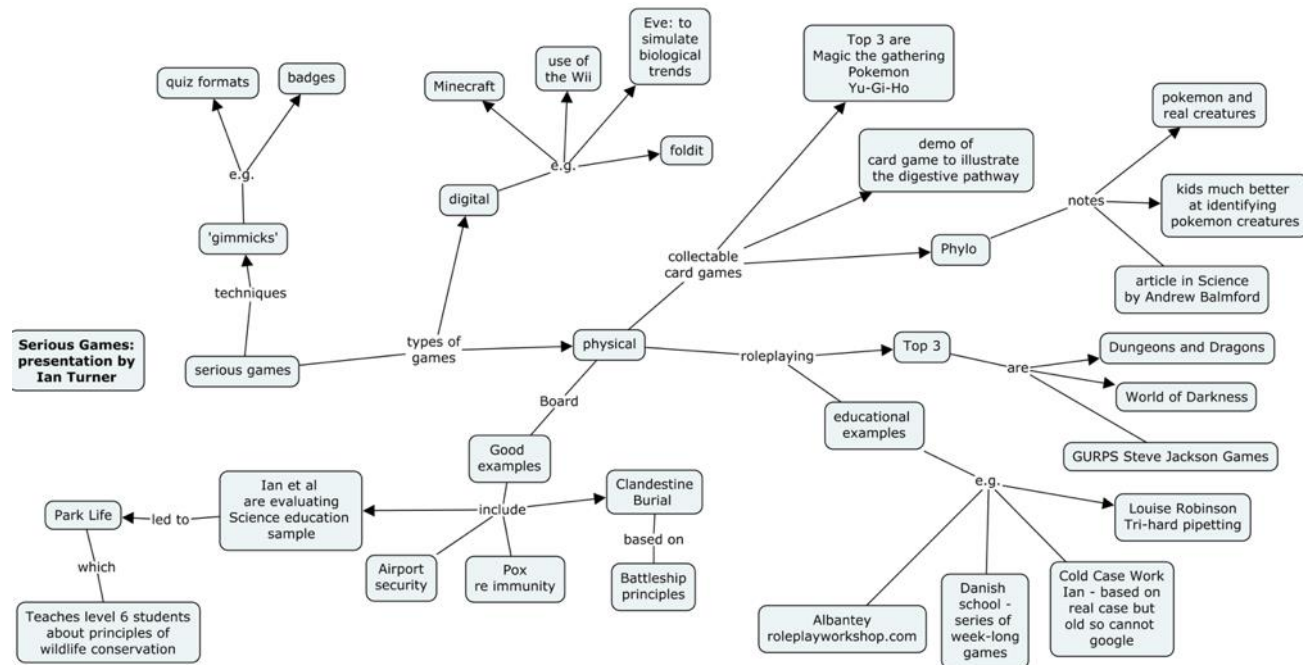 Serious Games:
presentation by
Ian Turner
serious games
techniques
'gimmicks'
e.g.
quiz formats
badges
types of
games
digital
e.g.
Minecraft
use of
the Wii
Eve: to
simulate
biological
trends
foldit
physical
collectable
card games
Top 3 are
Magic the gathering
Pokemon
Yu-Gi-Ho
demo of
card game to illustrate
the digestive pathway
Phylo
notes
pokemon and
real creatures
kids much better
at identifying
pokemon creatures
article in Science
by Andrew Balmford
roleplaying
Top 3
are
Dungeons and Dragons
World of Darkness
GURPS Steve Jackson Games
educational
examples
e.g.
Louise Robinson
Tri-hard pipetting
Cold Case Work
Ian - based on
real case but
old so cannot
google
Danish
school -
series of
week-long
games
Albantey
roleplayworkshop.com
Board
Good
examples
include
Clandestine
Burial
based on
Battleship
principles
Pox
re immunity
Airport
security
Ian et al
are evaluating
Science education
sample
led to
Park Life
which
Teaches level 6 students
about principles of
wildlife conservation